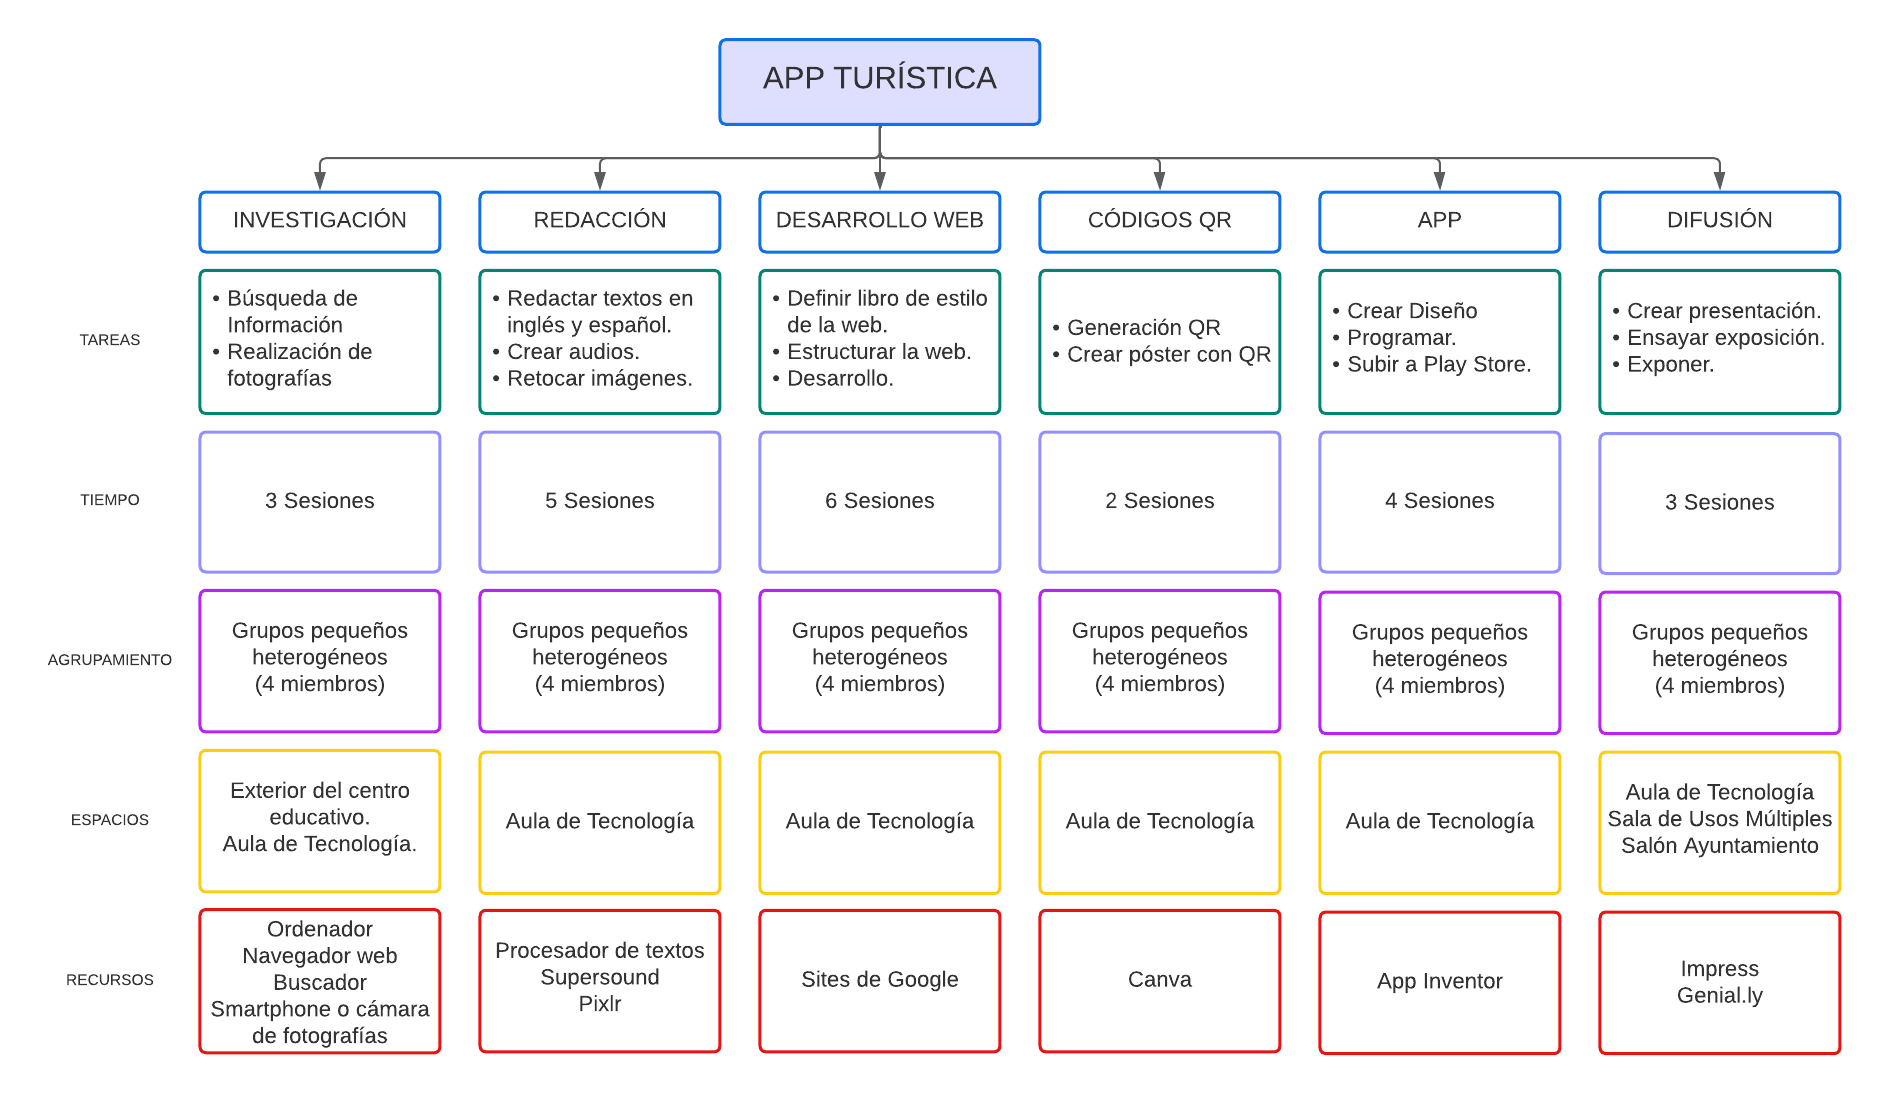 APP TURÍSTICA
INVESTIGACIÓN
REDACCIÓN
DESARROLLO WEB
CÓDIGOS QR
APP
DIFUSIÓN
TAREAS
• Búsqueda de
Información
• Realización de
fotografías
• Redactar textos en
inglés y español.
• Crear audios.
• Retocar imágenes.
• Definir libro de estilo
de la web.
• Estructurar la web.
• Desarrollo.
• Generación QR
• Crear póster con QR
• Crear Diseño
• Programar.
• Subir a Play Store.
• Crear presentación.
• Ensayar exposición.
• Exponer.
TIEMPO
3 Sesiones
5 Sesiones
6 Sesiones
2 Sesiones
4 Sesiones
3 Sesiones
AGRUPAMIENTO
Grupos pequeños
heterogéneos
(4 miembros)
Grupos pequeños
heterogéneos
(4 miembros)
Grupos pequeños
heterogéneos
(4 miembros)
Grupos pequeños
heterogéneos
(4 miembros)
Grupos pequeños
heterogéneos
(4 miembros)
Grupos pequeños
heterogéneos
(4 miembros)
ESPACIOS
Exterior del centro
educativo.
Aula de Tecnología.
Aula de Tecnología
Aula de Tecnología
Aula de Tecnología
Aula de Tecnología
Aula de Tecnología
Sala de Usos Múltiples
Salón Ayuntamiento
RECURSOS
Ordenador
Navegador web
Buscador
Smartphone o cámara
de fotografías
Procesador de textos
Supersound
Pixlr
Sites de Google
Canva
App Inventor
Impress
Genial.ly